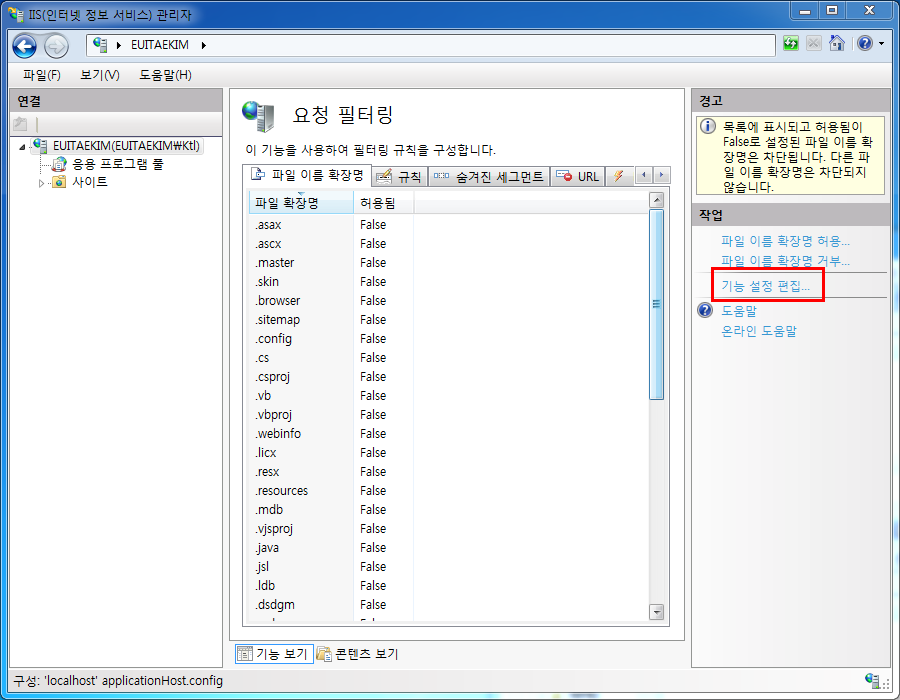 IIS(인터넷 정보 서비스) 관리자
EUITAEKIM
파일(F) 보기(V) 도움말(H)
연결
EUITAEKIM(EUITAEKIM₩Ktl)
응용 프로그램 풀
사이트
요청 필터링
이 기능을 사용하여 필터링 규칙을 구성합니다.
파일 이름 확장명 규칙 숨겨진 세그먼트 URL
파일 확장명 허용됨
.asax False
.ascx False
.master False
.skin False
.browser False
.sitemap False
.config False
.cs False
.csproj False
.vb False
.vbproj False
.webinfo False
.licx False
.resx False
.resources False
.mdb False
.vjsproj False
.java False
.jsl False
.ldb False
.dsdgm False
기능 보기 콘텐츠 보기
경고
목록에 표시되고 허용됨이
False로 설정된 파일 이름 확
장명은 차단됩니다. 다른 파
일 이름 확장명은 차단되지
않습니다.
작업
파일 이름 확장명 허용...
파일 이름 확장명 거부...
기능 설정 편집...
도움말
온라인 도움말
구성: 'localhost' applicationHost.config